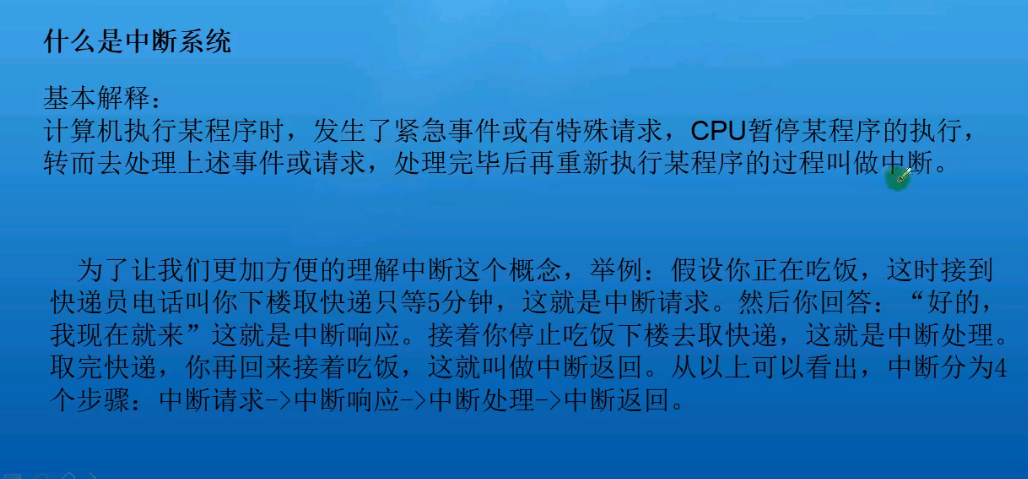 什么是中断系统
基本解释：
计算机执行某程序时，发生了紧急事件或有特殊请求，CPU暂停某程序的执行，
转而去处理上述事件或请求，处理完毕后再重新执行某程序的过程叫做中断。
为了让我们更加方便的理解中断这个概念，举例：假设你正在吃饭，这时接到
快递员电话叫你下楼取快递只等5分钟，这就是中断请求。然后你回答：“好的，
我现在就来”这就是中断响应。接着你停止吃饭下楼去取快递，这就是中断处理。
取完快递，你再回来接着吃饭，这就叫做中断返回。从以上可以看出，中断分为4
个步骤：中断请求->中断响应->中断处理->中断返回。